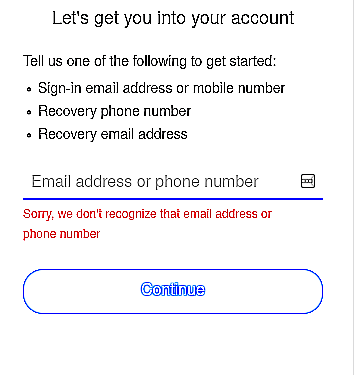 Let's get you into your account
Tell us one of the following to get started:
• Sign-in email address or mobile number
• Recovery phone number
• Recovery email address
Email address or phone number
Sorry, we don't recognize that email address or
phone number
Continue